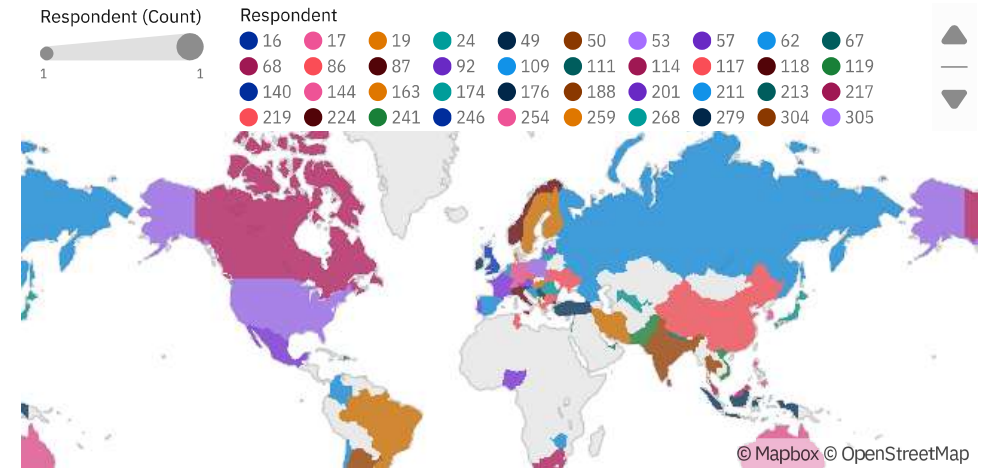 Respondent (Count)
1 1
Respondent
16 17 19 24 49 50 53 57 62 67
68 86 87 92 109 111 114 117 118 119
140 144 163 174 176 188 201 211 213 217
219 224 241 246 254 259 268 279 304 305
© Mapbox © OpenStreetMap